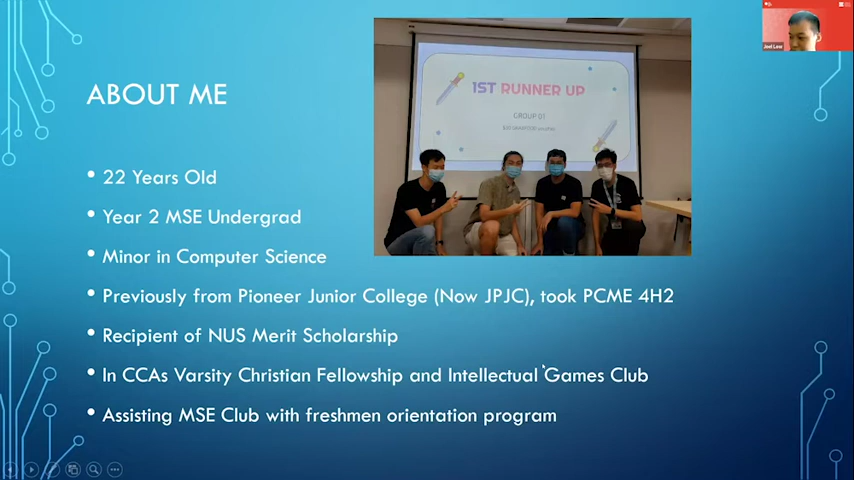 ABOUT ME
1ST RUNNER UP
GROUP 01
• 22 Years Old
• Year 2 MSE Undergrad
• Minor in Computer Science
• Previously from Pioneer Junior College (Now JPJC), took PCME 4H2
• Recipient of NUS Merit Scholarship
• In CCAs Varsity Christian Fellowship and Intellectual Games Club
• Assisting MSE Club with freshmen orientation program